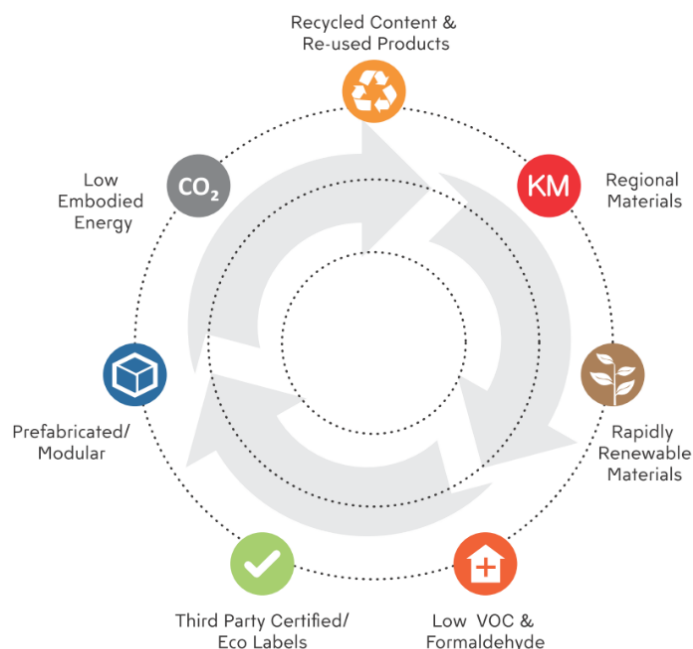 Recycled Content &
Re-used Products
KM
Regional
Materials
Rapidly
Renewable
Materials
Low VOC &
Formaldehyde
Third Party Certified/
Eco Labels
Prefabricated/
Modular
CO₂
Low
Embodied
Energy